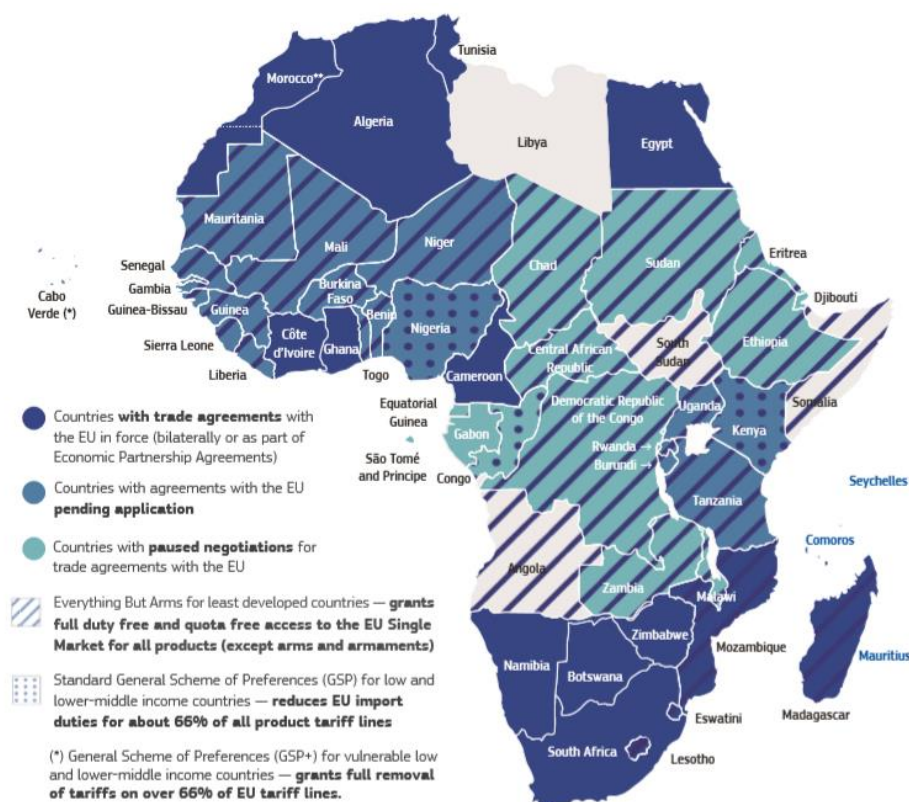 Tunisia
Morocco**
Algeria
Libya
Egypt
Mauritania
Mali
Niger
Chad
Sudan
Eritrea
Senegal
Gambia
Guinea-Bissau
Cabo
Verde (*)
Burkina
Faso
Guinea
Benin
Nigeria
Djibouti
Côte
d'Ivoire
Ghana
Sierra Leone
Liberia
Togo
Cameroon
Central African
Republic
South
Sudan
Ethiopia
Somalia
Equatorial
Guinea
Gabon
São Tomé
and Principe
Congo
Democratic Republic
of the Congo
Uganda
Kenya
Rwanda →
Burundi →
Tanzania
Seychelles
Comoros
Angola
Zambia
Malawi
Zimbabwe
Mozambique
Mauritius
Namibia
Botswana
Madagascar
Eswatini
South Africa
Lesotho
Countries with trade agreements with
the EU in force (bilaterally or as part of
Economic Partnership Agreements)
Countries with agreements with the EU
pending application
Countries with paused negotiations for
trade agreements with the EU
Everything But Arms for least developed countries — grants
full duty free and quota free access to the EU Single
Market for all products (except arms and armaments)
Standard General Scheme of Preferences (GSP) for low and
lower-middle income countries — reduces EU import
duties for about 66% of all product tariff lines
(*) General Scheme of Preferences (GSP+) for vulnerable low
and lower-middle income countries — grants full removal
of tariffs on over 66% of EU tariff lines.